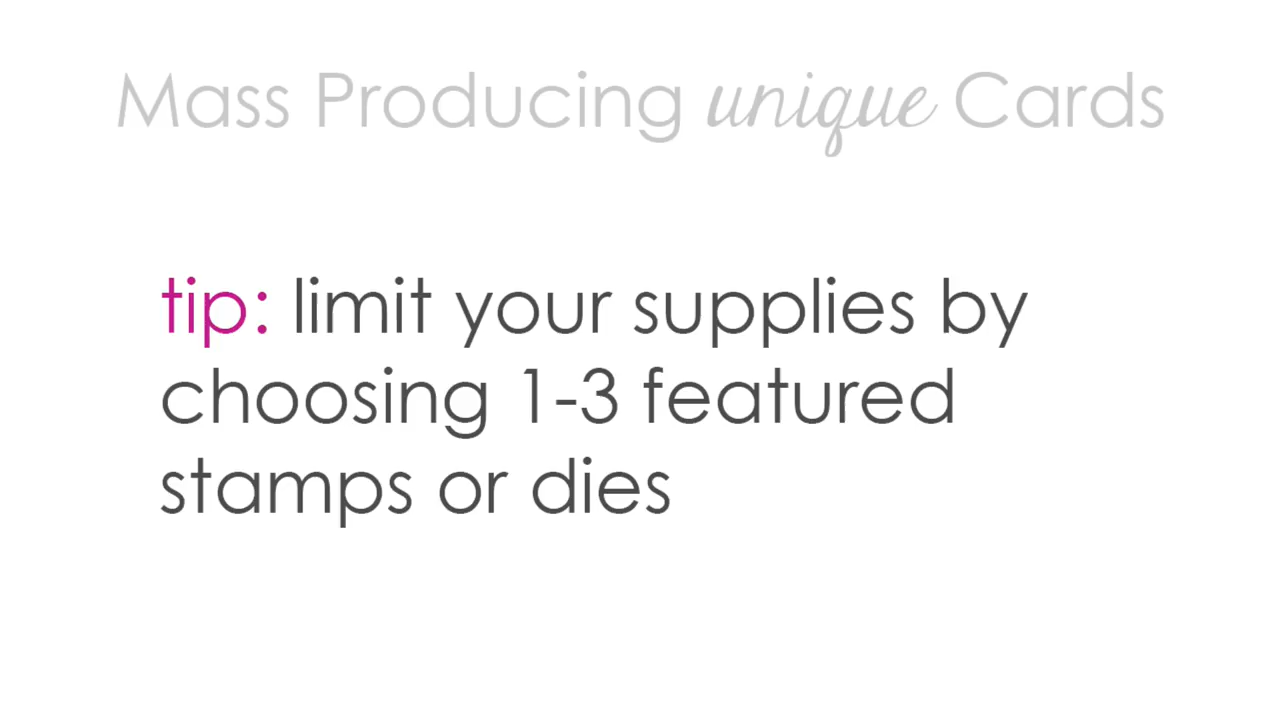 Mass Producing unique Cards
tip: limit your supplies by
choosing 1-3 featured
stamps or dies